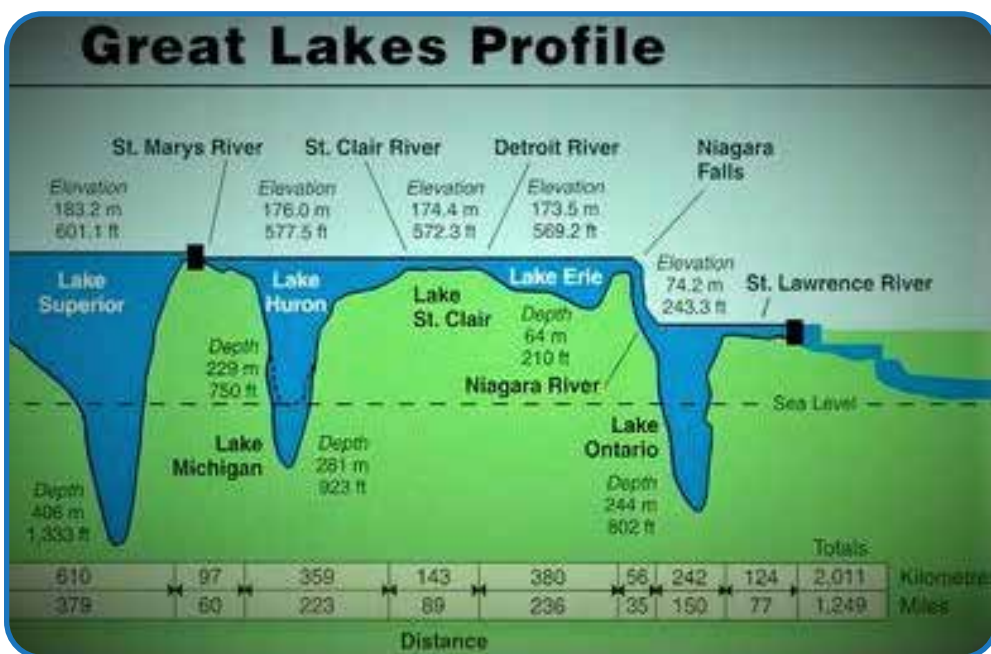 Great Lakes Profile
St. Marys River
St. Clair River
Detroit River
Niagara
Falls
Elevation
183.2 m
601.1 ft
Elevation
176.0 m
577.5 ft
Elevation
174.4 m
572.3 ft
Elevation
173.5 m
569.2 ft
Elevation
74.2 m
243.3 ft
St. Lawrence River
Lake
Superior
Lake
Huron
Lake
St. Clair
Lake Erie
Depth
64 m
210 ft
Depth
229 m
750 ft
Niagara River
Sea Level
Lake
Michigan
Depth
281 m
923 ft
Lake
Ontario
Depth
406 m
1,333 ft
Depth
244 m
802 ft
Totals
610 97 359 143 380 56 242 124 2,011 Kilometre
379 60 223 89 236 35 150 77 1,249 Miles
Distance